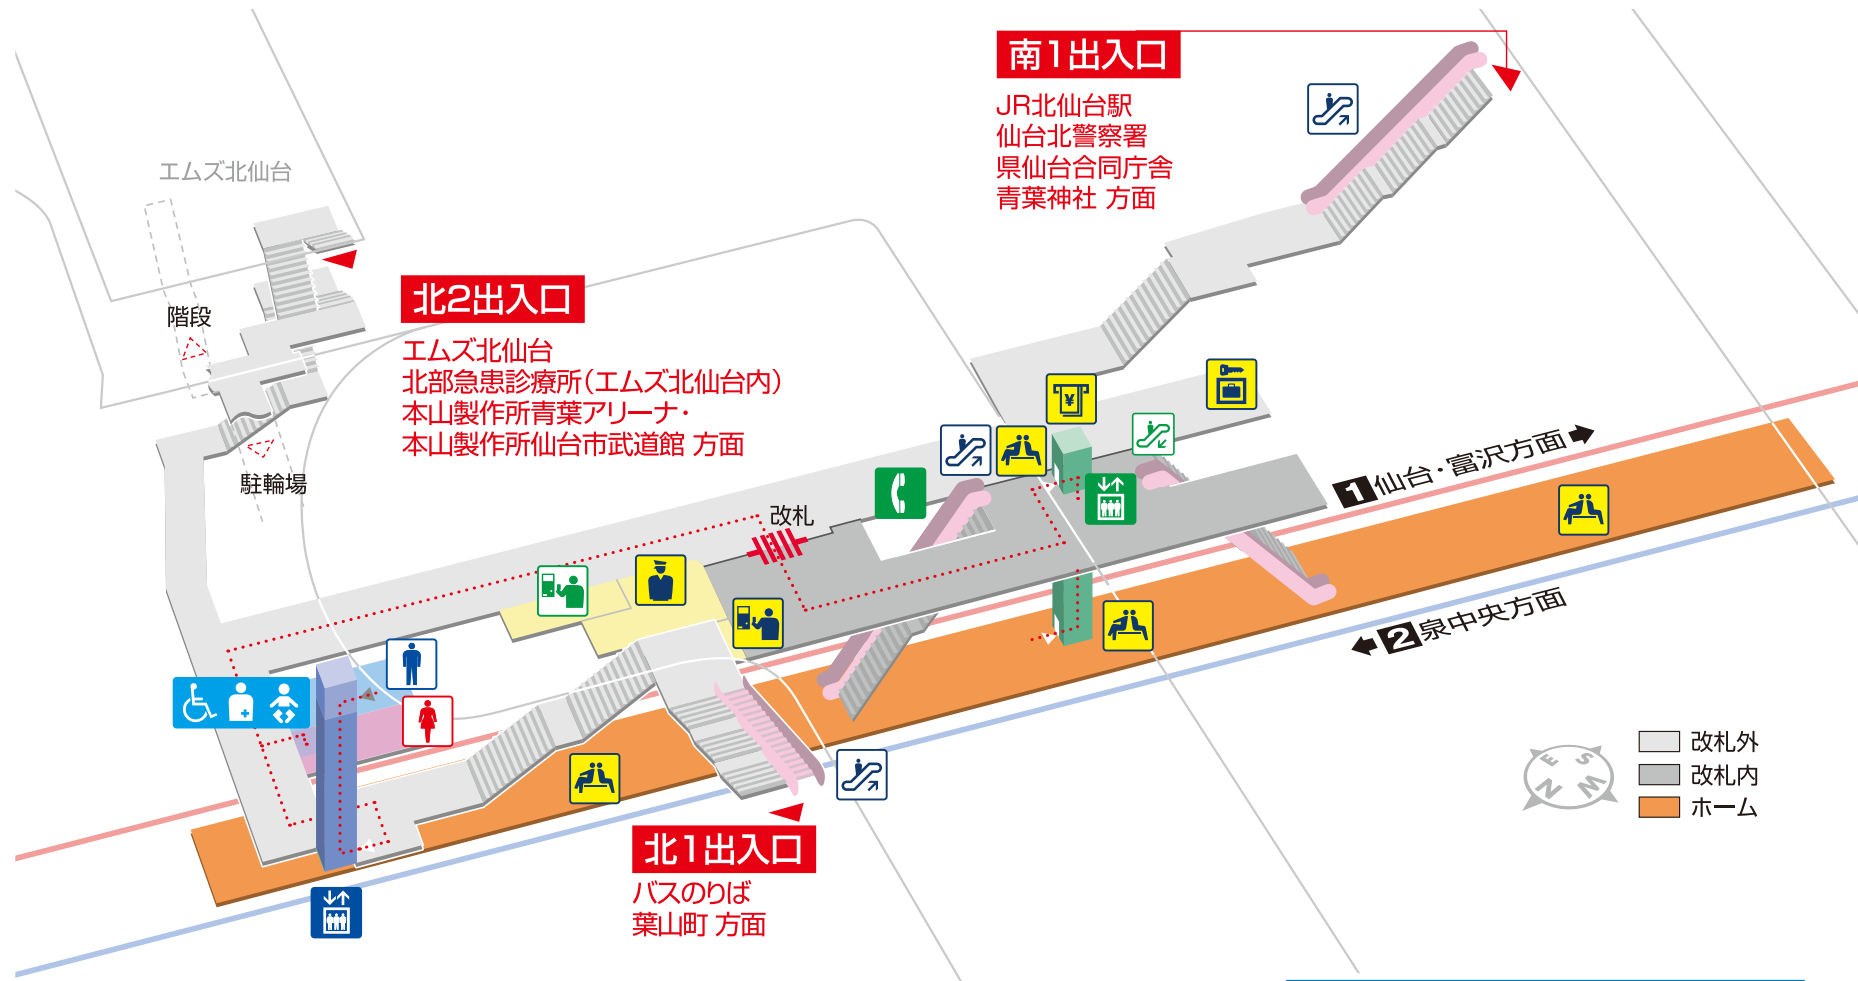 南1出入口
JR北仙台駅
仙台北警察署
県仙台合同庁舎
青葉神社 方面
エムズ北仙台
階段
北2出入口
エムズ北仙台
北部急患診療所(エムズ北仙台内)
本山製作所青葉アリーナ・
本山製作所仙台市武道館 方面
駐輪場
¥
改札
1 仙台・富沢方面
2 泉中央方面
北1出入口
バスのりば
葉山町 方面
E S
N W
改札外
改札内
ホーム